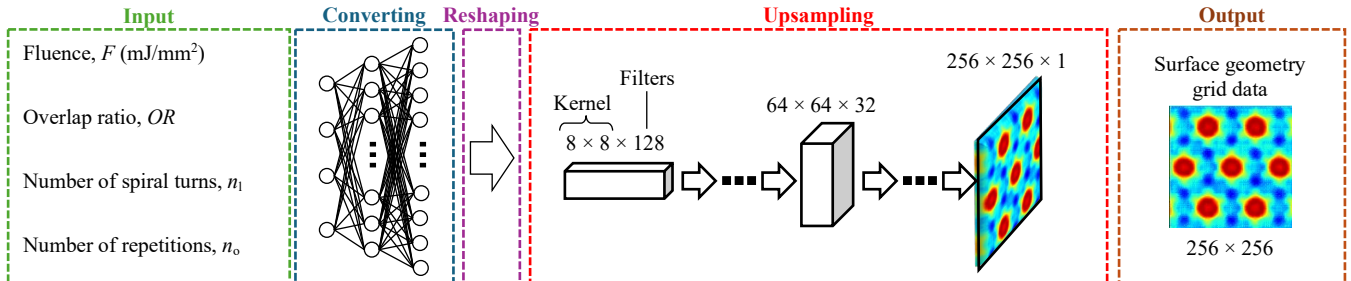 Input
Converting
Reshaping
Upsampling
Output
Fluence, F (mJ/mm²)
Overlap ratio, OR
Number of spiral turns, nₗ
Number of repetitions, nₒ
Filters
Kernel
8 × 8 × 128
64 × 64 × 32
256 × 256 × 1
Surface geometry
grid data
256 × 256